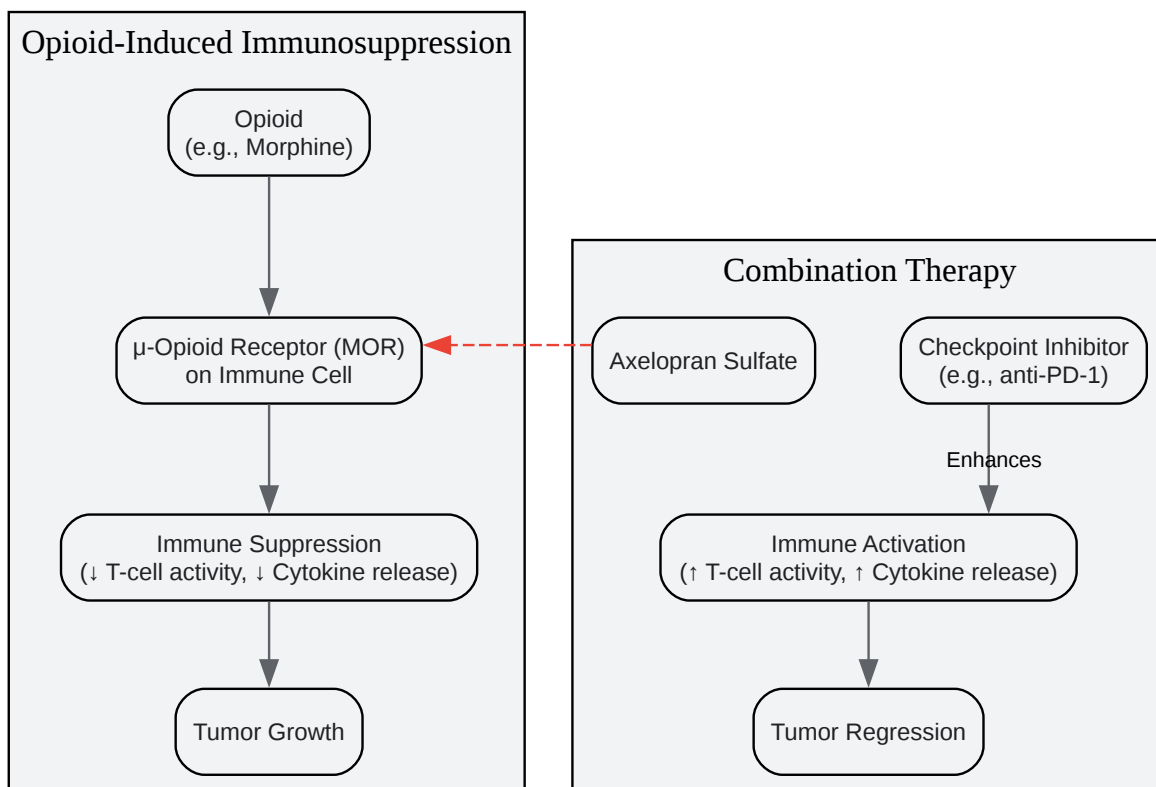 Opioid-Induced Immunosuppression
Opioid
(e.g., Morphine)
μ-Opioid Receptor (MOR)
on Immune Cell
Immune Suppression
(↓ T-cell activity, ↓ Cytokine release)
Tumor Growth
Combination Therapy
Axelopran Sulfate
Checkpoint Inhibitor
(e.g., anti-PD-1)
Enhances
Immune Activation
(↑ T-cell activity, ↑ Cytokine release)
Tumor Regression